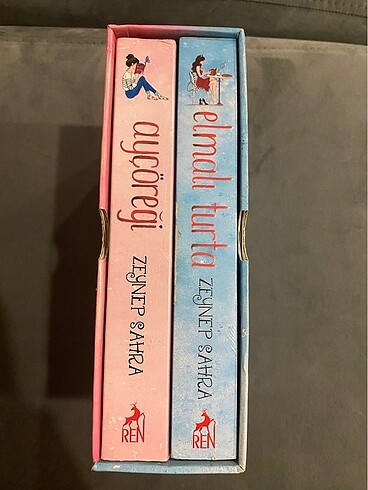 ayçöreği
ZEYNEP SAHRA
REN
elmalı turta
ZEYNEP SAHRA
REN